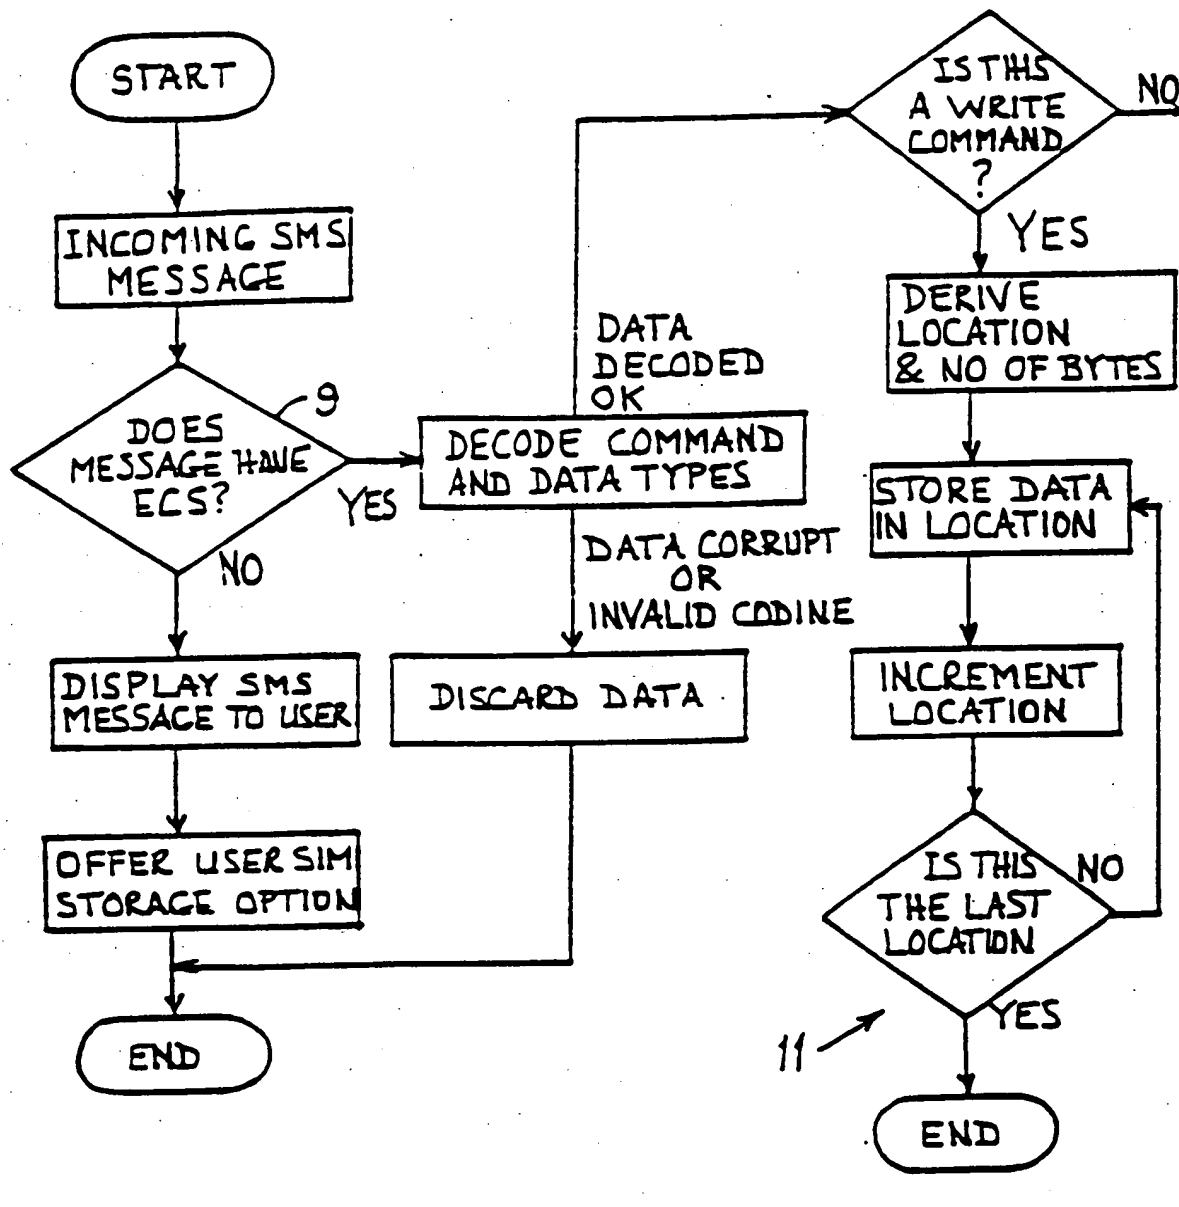 START
INCOMING SMS
MESSAGE
9
DOES
MESSAGE HAVE
ECS?
YES
NO
DISPLAY SMS
MESSAGE TO USER
OFFER USER SIM
STORAGE OPTION
END
DATA
DECODED
OK
DECODE COMMAND
AND DATA TYPES
DATA CORRUPT
OR
INVALID CODINE
DISCARD DATA
IS THIS
A WRITE
COMMAND
?
NO
YES
DERIVE
LOCATION
& NO OF BYTES
STORE DATA
IN LOCATION
INCREMENT
LOCATION
IS THIS
THE LAST
LOCATION
NO
YES
11
END